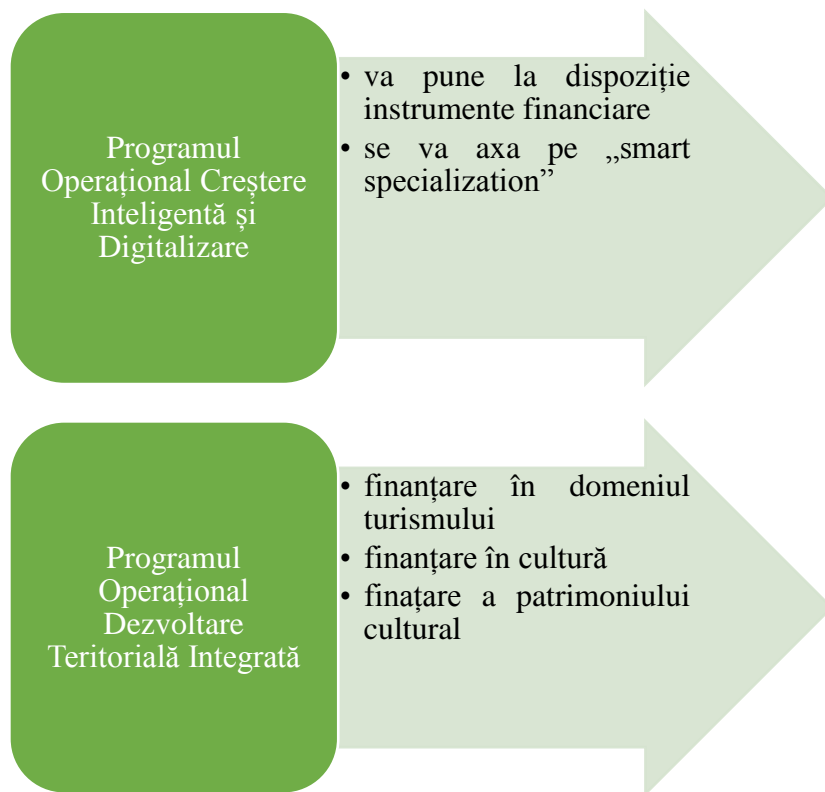 Programul
Operațional Creștere
Inteligentă și
Digitalizare
• va pune la dispoziție
instrumente financiare
• se va axa pe „smart
specialization”
Programul
Operațional
Dezvoltare
Teritorială Integrată
• finanțare în domeniul
turismului
• finanțare în cultură
• finațare a patrimoniului
cultural